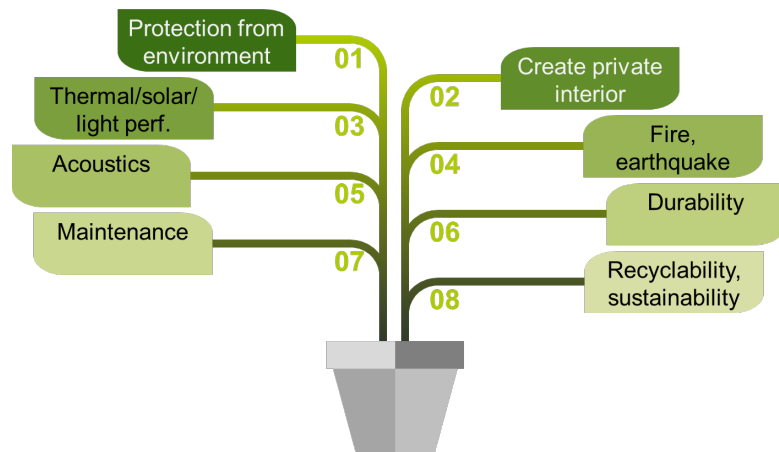 Protection from
environment
01
Create private
interior
02
Thermal/solar/
light perf.
03
Fire,
earthquake
04
Acoustics
05
Durability
06
Maintenance
07
Recyclability,
sustainability
08